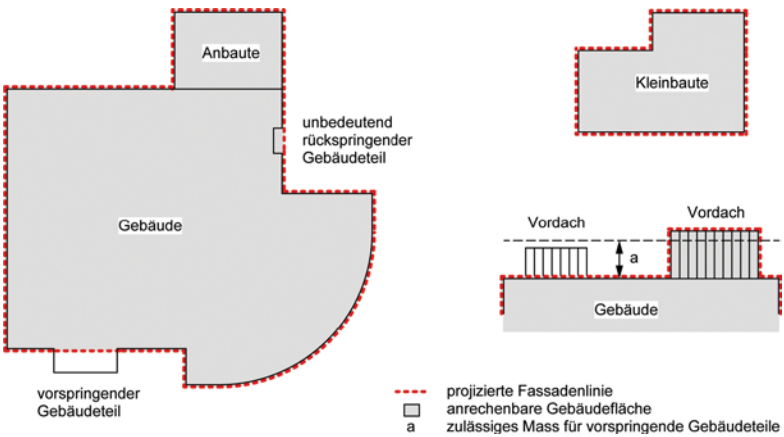 Anbaute
Kleinbaute
unbedeutend
rückspringender
Gebäudeteil
Gebäude
Vordach
Vordach
a
Gebäude
vorspringender
Gebäudeteil
projizierte Fassadenlinie
anrechenbare Gebäudefläche
a zulässiges Mass für vorspringende Gebäudeteile